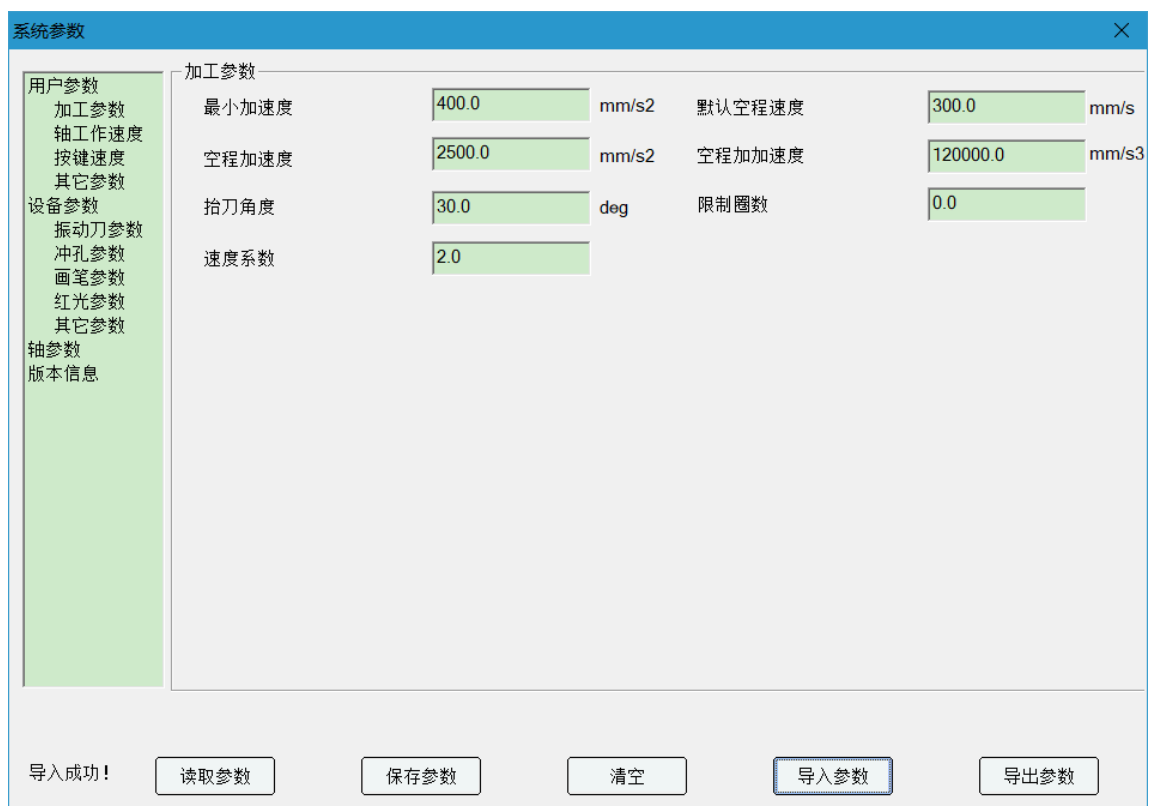 系统参数
用户参数
加工参数
轴工作速度
按键速度
其它参数
设备参数
振动刀参数
冲孔参数
画笔参数
红光参数
其它参数
轴参数
版本信息
加工参数
最小加速度 400.0 mm/s2 默认空程速度 300.0 mm/s
空程加速度 2500.0 mm/s2 空程加加速度 120000.0 mm/s3
抬刀角度 30.0 deg 限制圈数 0.0
速度系数 2.0
导入成功! 读取参数 保存参数 清空 导入参数 导出参数